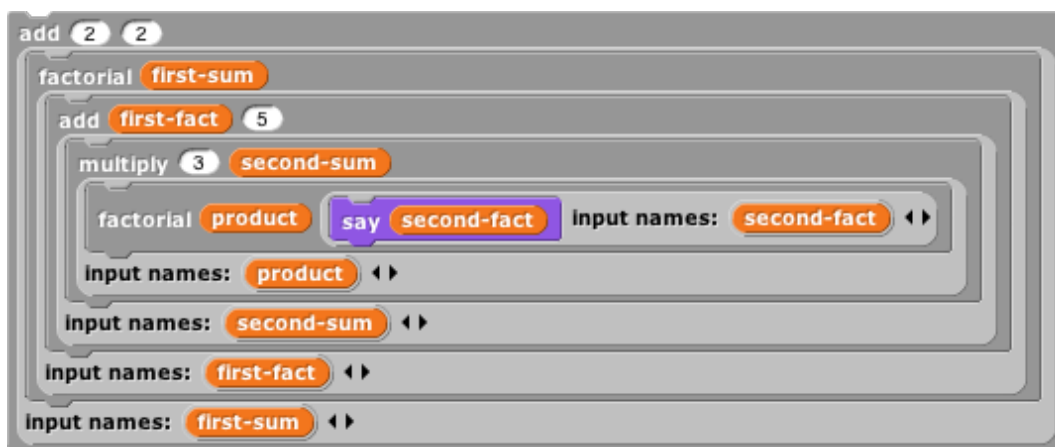 add 2 2
factorial first-sum
add first-fact 5
multiply 3 second-sum
factorial product say second-fact input names: second-fact
input names: product
input names: second-sum
input names: first-fact
input names: first-sum